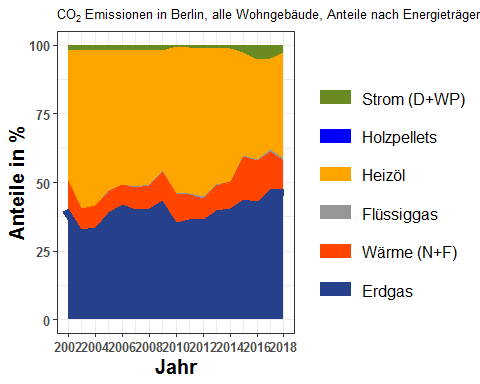 CO₂ Emissionen in Berlin, alle Wohngebäude, Anteile nach Energieträger
100
75
50
25
0
Anteile in %
2002 2004 2006 2008 2010 2012 2014 2016 2018
Jahr
Strom (D+WP)
Holzpellets
Heizöl
Flüssiggas
Wärme (N+F)
Erdgas